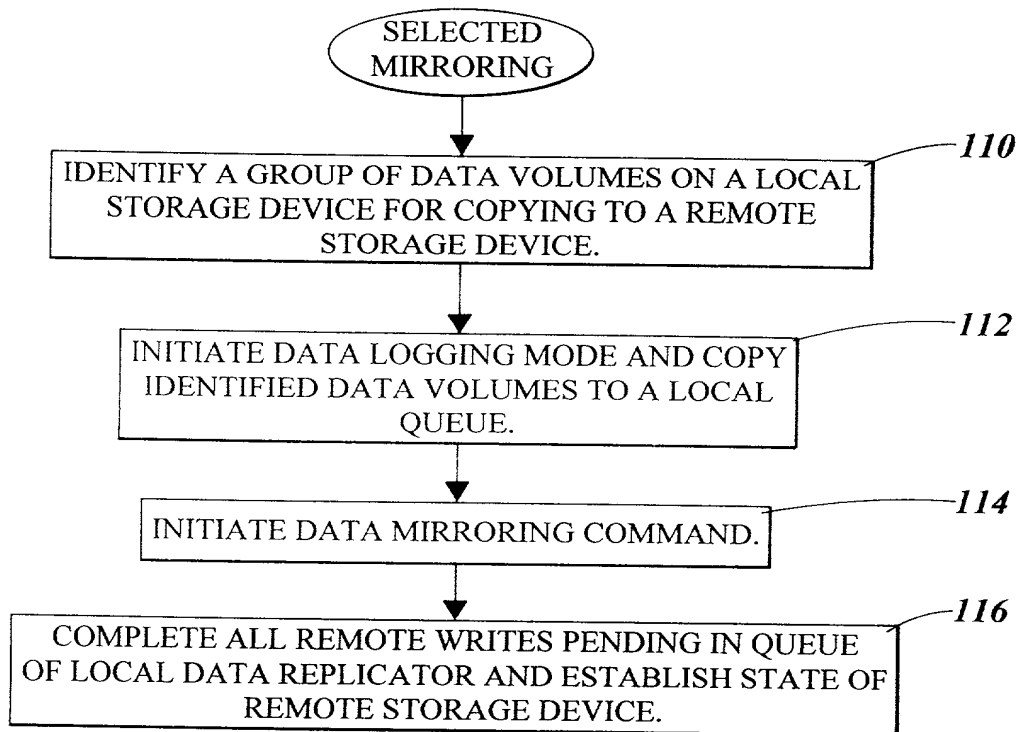 SELECTED
MIRRORING
110
IDENTIFY A GROUP OF DATA VOLUMES ON A LOCAL
STORAGE DEVICE FOR COPYING TO A REMOTE
STORAGE DEVICE.
112
INITIATE DATA LOGGING MODE AND COPY
IDENTIFIED DATA VOLUMES TO A LOCAL
QUEUE.
114
INITIATE DATA MIRRORING COMMAND.
116
COMPLETE ALL REMOTE WRITES PENDING IN QUEUE
OF LOCAL DATA REPLICATOR AND ESTABLISH STATE OF
REMOTE STORAGE DEVICE.